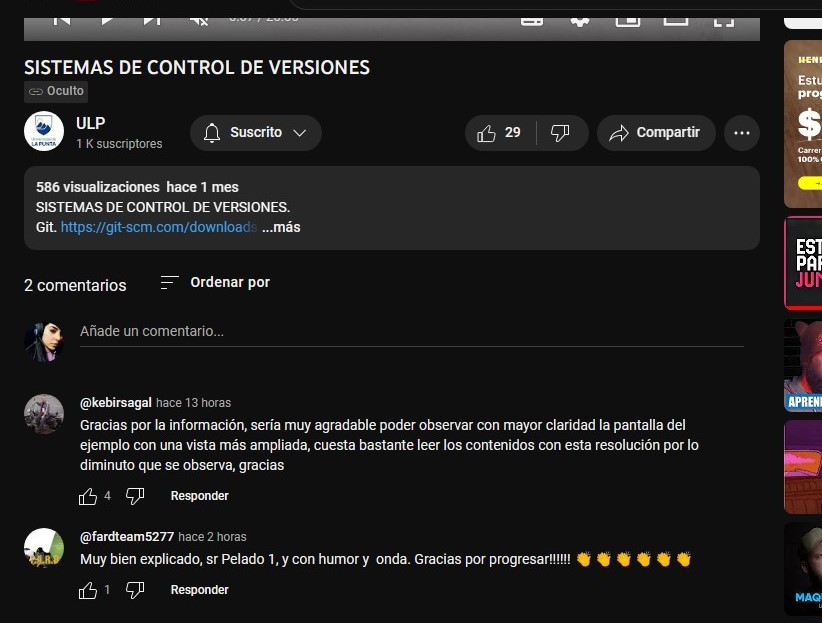 SISTEMAS DE CONTROL DE VERSIONES
Oculto
ULP
1 K suscriptores
Suscrito
29
Compartir
586 visualizaciones hace 1 mes
SISTEMAS DE CONTROL DE VERSIONES.
Git. https://git-scm.com/downloads ...más
2 comentarios
Ordenar por
Añade un comentario...
@kebirsagal hace 13 horas
Gracias por la información, sería muy agradable poder observar con mayor claridad la pantalla del
ejemplo con una vista más ampliada, cuesta bastante leer los contenidos con esta resolución por lo
diminuto que se observa, gracias
4
Responder
@fardteam5277 hace 2 horas
Muy bien explicado, sr Pelado 1, y con humor y onda. Gracias por progresar!!!!!! 👏👏👏👏👏👏
1
Responder
LA PUNTA
HEN
Estu
pro
$
Carrer
100%
EST
PAR
JUN
APREN
MAQ